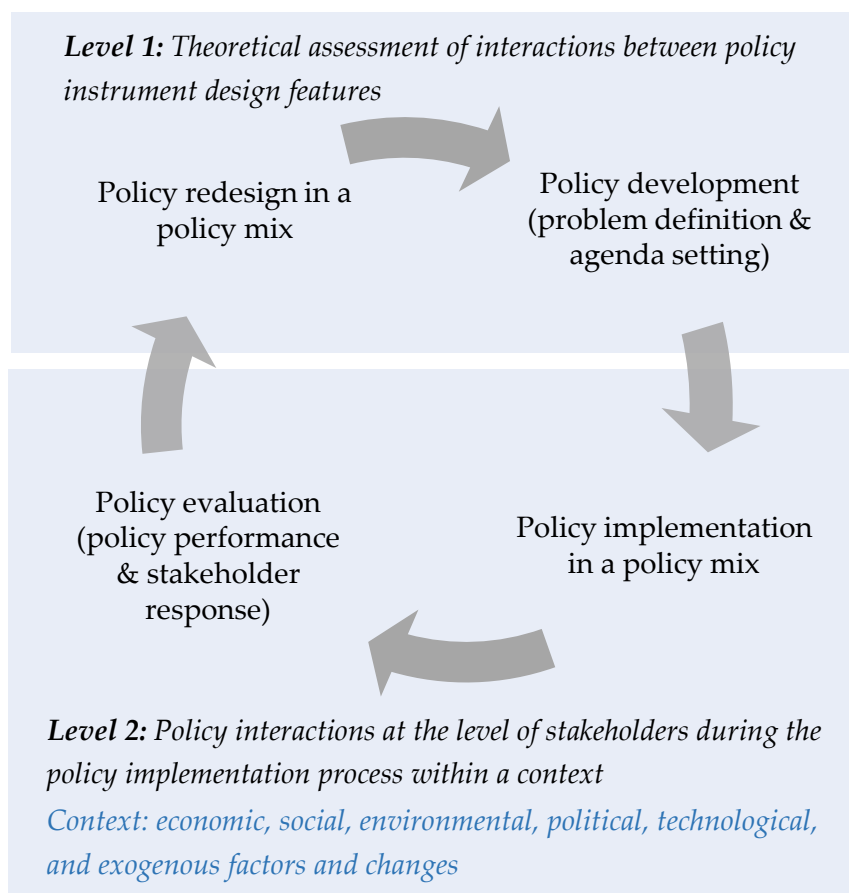 Level 1: Theoretical assessment of interactions between policy
instrument design features
Policy redesign in a
policy mix
Policy development
(problem definition &
agenda setting)
Policy evaluation
(policy performance
& stakeholder
response)
Policy implementation
in a policy mix
Level 2: Policy interactions at the level of stakeholders during the
policy implementation process within a context
Context: economic, social, environmental, political, technological,
and exogenous factors and changes